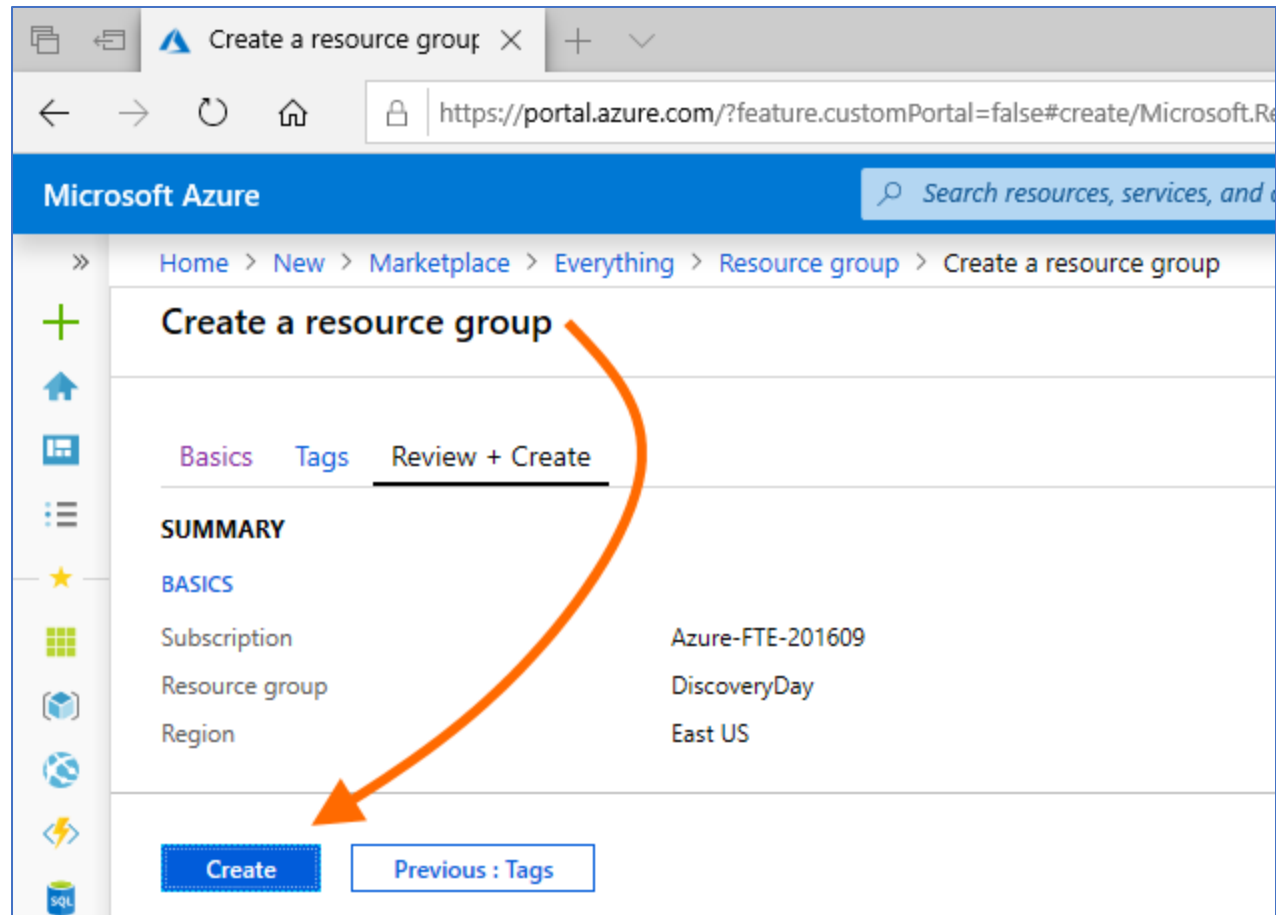 Create a resource group
https://portal.azure.com/?feature.customPortal=false#create/Microsoft.Re
Microsoft Azure
Search resources, services, and
Home > New > Marketplace > Everything > Resource group > Create a resource group
Create a resource group
Basics Tags Review + Create
SUMMARY
BASICS
Subscription Azure-FTE-201609
Resource group DiscoveryDay
Region East US
Create Previous : Tags
SQL